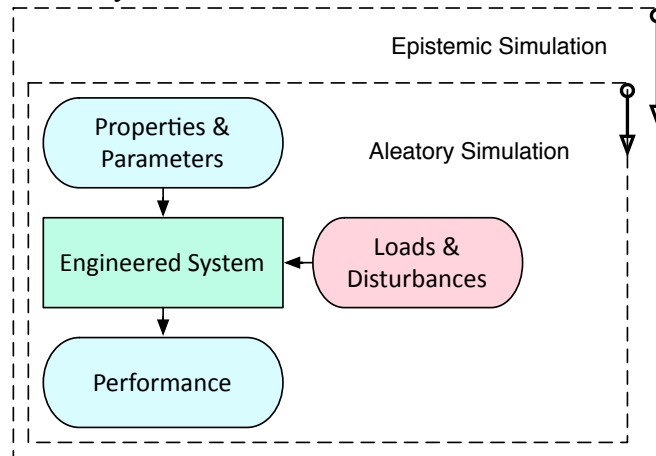 Epistemic Simulation
Properties &
Parameters
Aleatory Simulation
Engineered System
Loads &
Disturbances
Performance